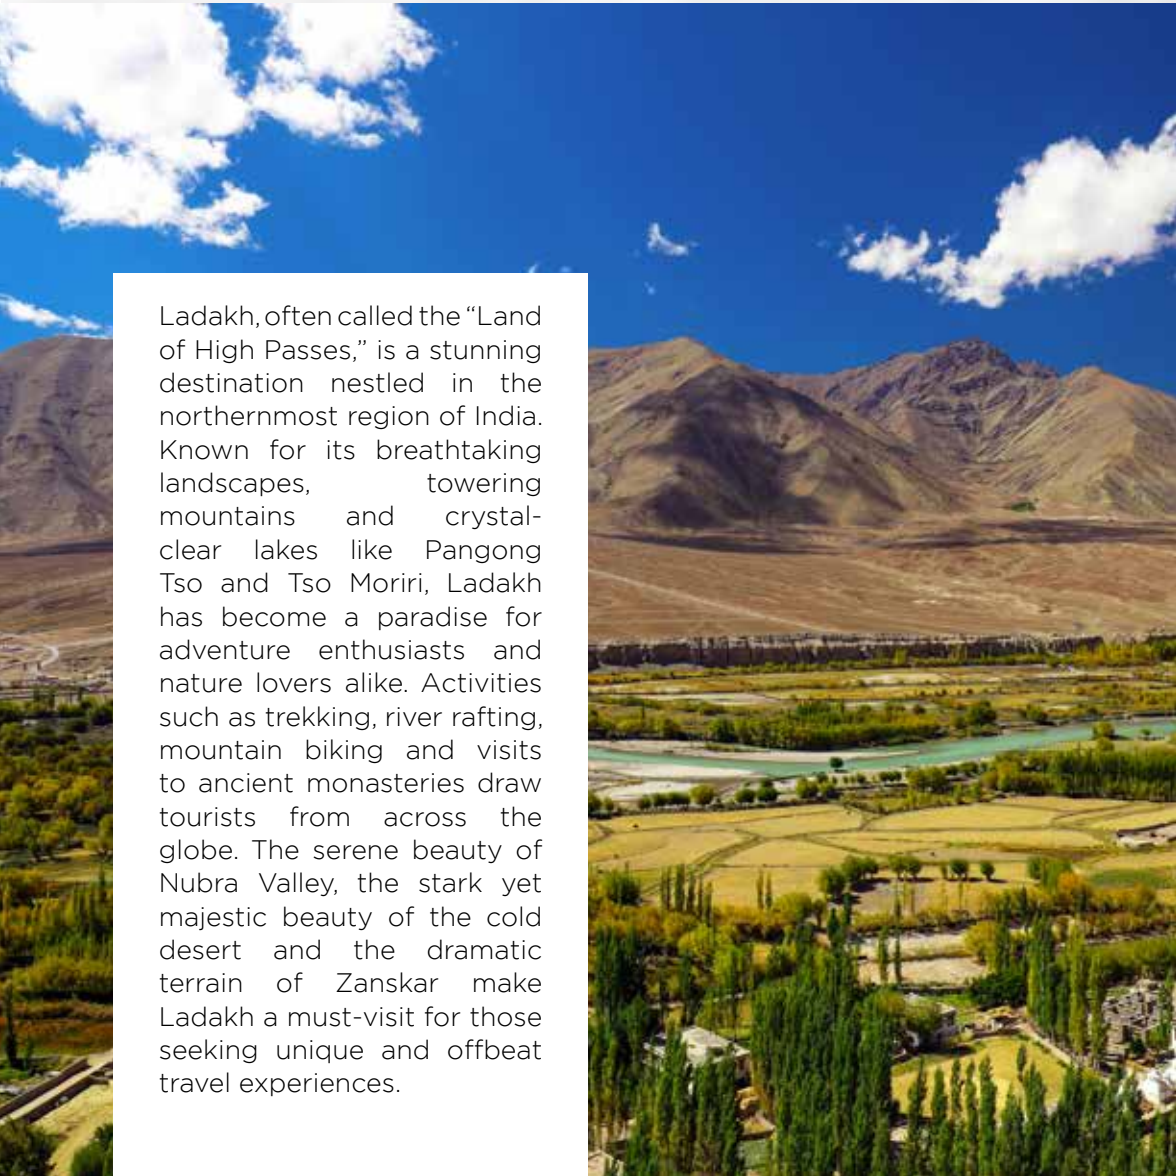 Ladakh, often called the “Land
of High Passes,” is a stunning
destination nestled in the
northernmost region of India.
Known for its breathtaking
landscapes, towering
mountains and crystal-
clear lakes like Pangong
Tso and Tso Moriri, Ladakh
has become a paradise for
adventure enthusiasts and
nature lovers alike. Activities
such as trekking, river rafting,
mountain biking and visits
to ancient monasteries draw
tourists from across the
globe. The serene beauty of
Nubra Valley, the stark yet
majestic beauty of the cold
desert and the dramatic
terrain of Zanskar make
Ladakh a must-visit for those
seeking unique and offbeat
travel experiences.